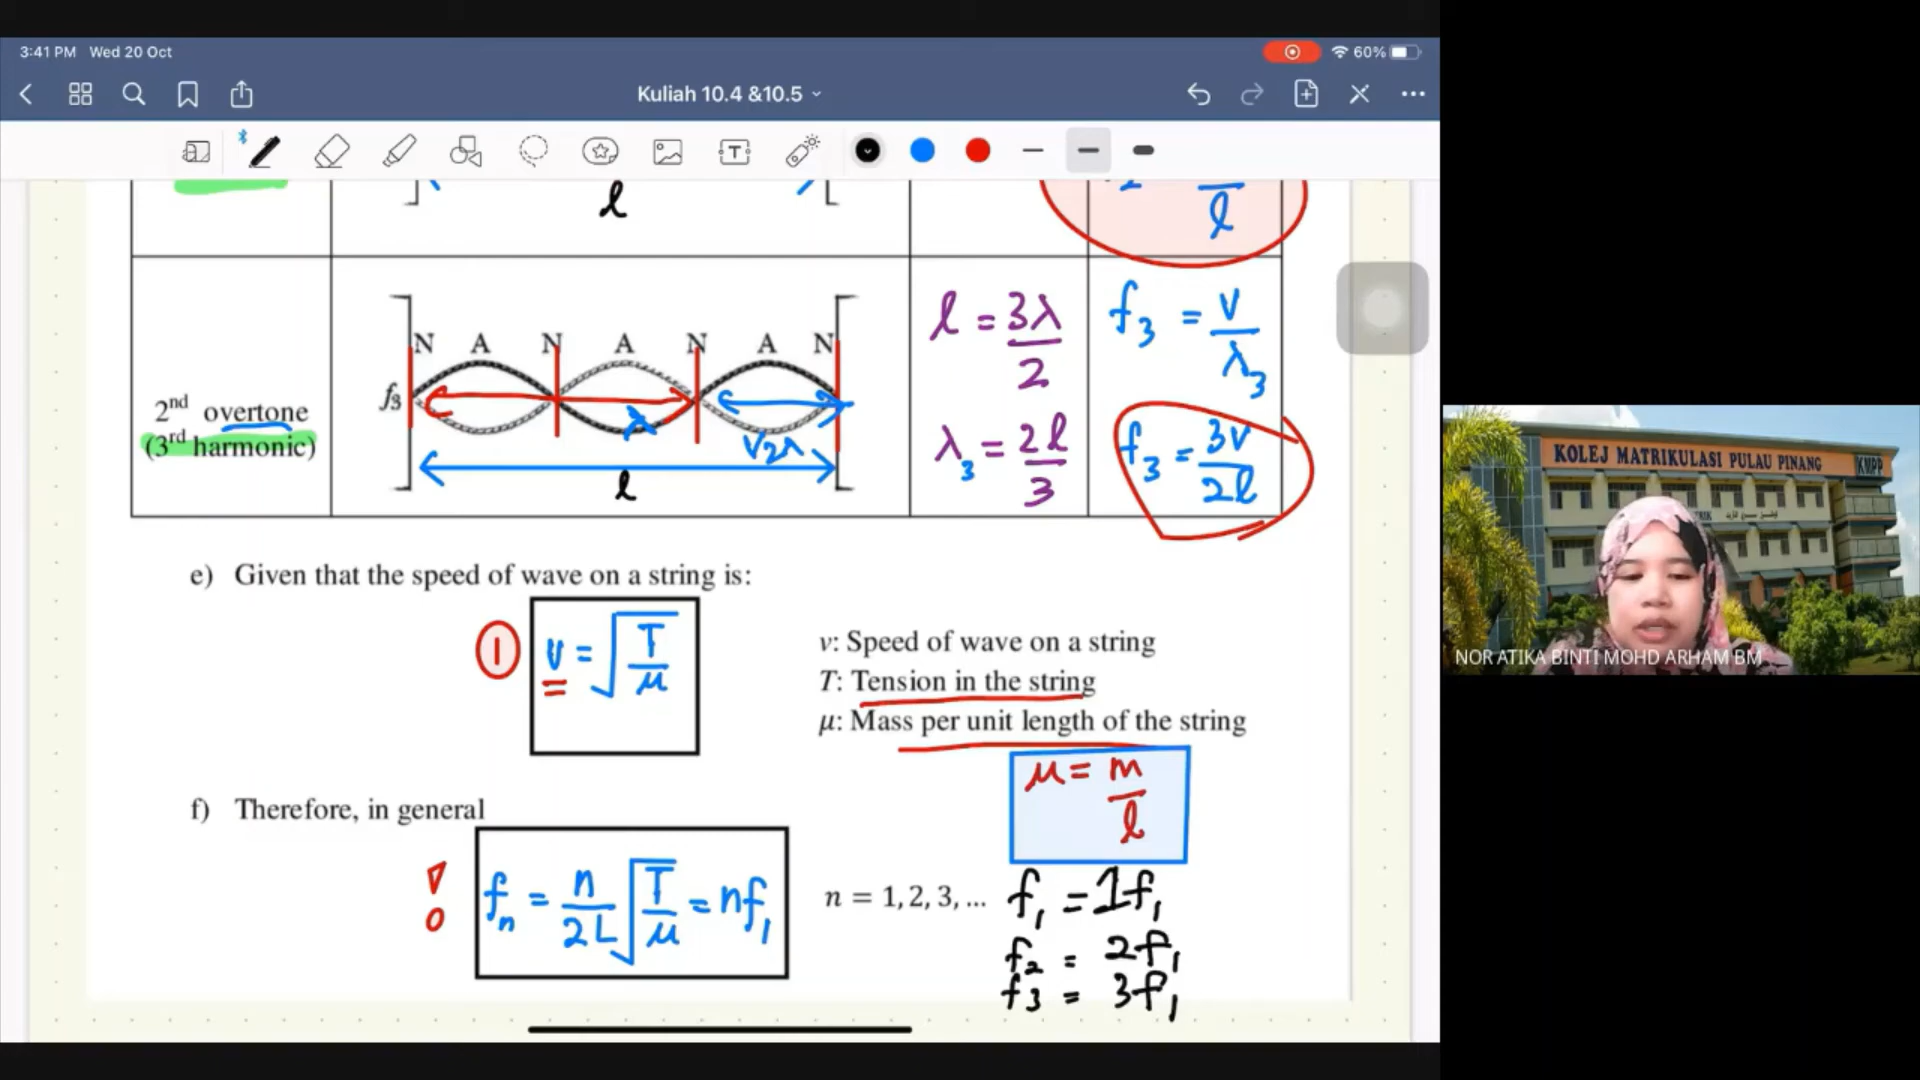 3:41 PM Wed 20 Oct
60%
Kuliah 10.4 &10.5
T
l
l
f3
N A N A N A N
λ
½λ
l
2nd overtone
(3rd harmonic)
l = 3λ/2
λ3 = 2l/3
f3 = v/λ3
f3 = 3v/2l
e) Given that the speed of wave on a string is:
1
v = √(T/μ)
v: Speed of wave on a string
T: Tension in the string
μ: Mass per unit length of the string
μ = m/l
f) Therefore, in general
fn = n/2L √(T/μ) = nf1
n = 1, 2, 3, ...
f1 = 1f1
f2 = 2f1
f3 = 3f1
KOLEJ MATRIKULASI PULAU PINANG
KMPP
NOR ATIKA BINTI MOHD ARHAM BM